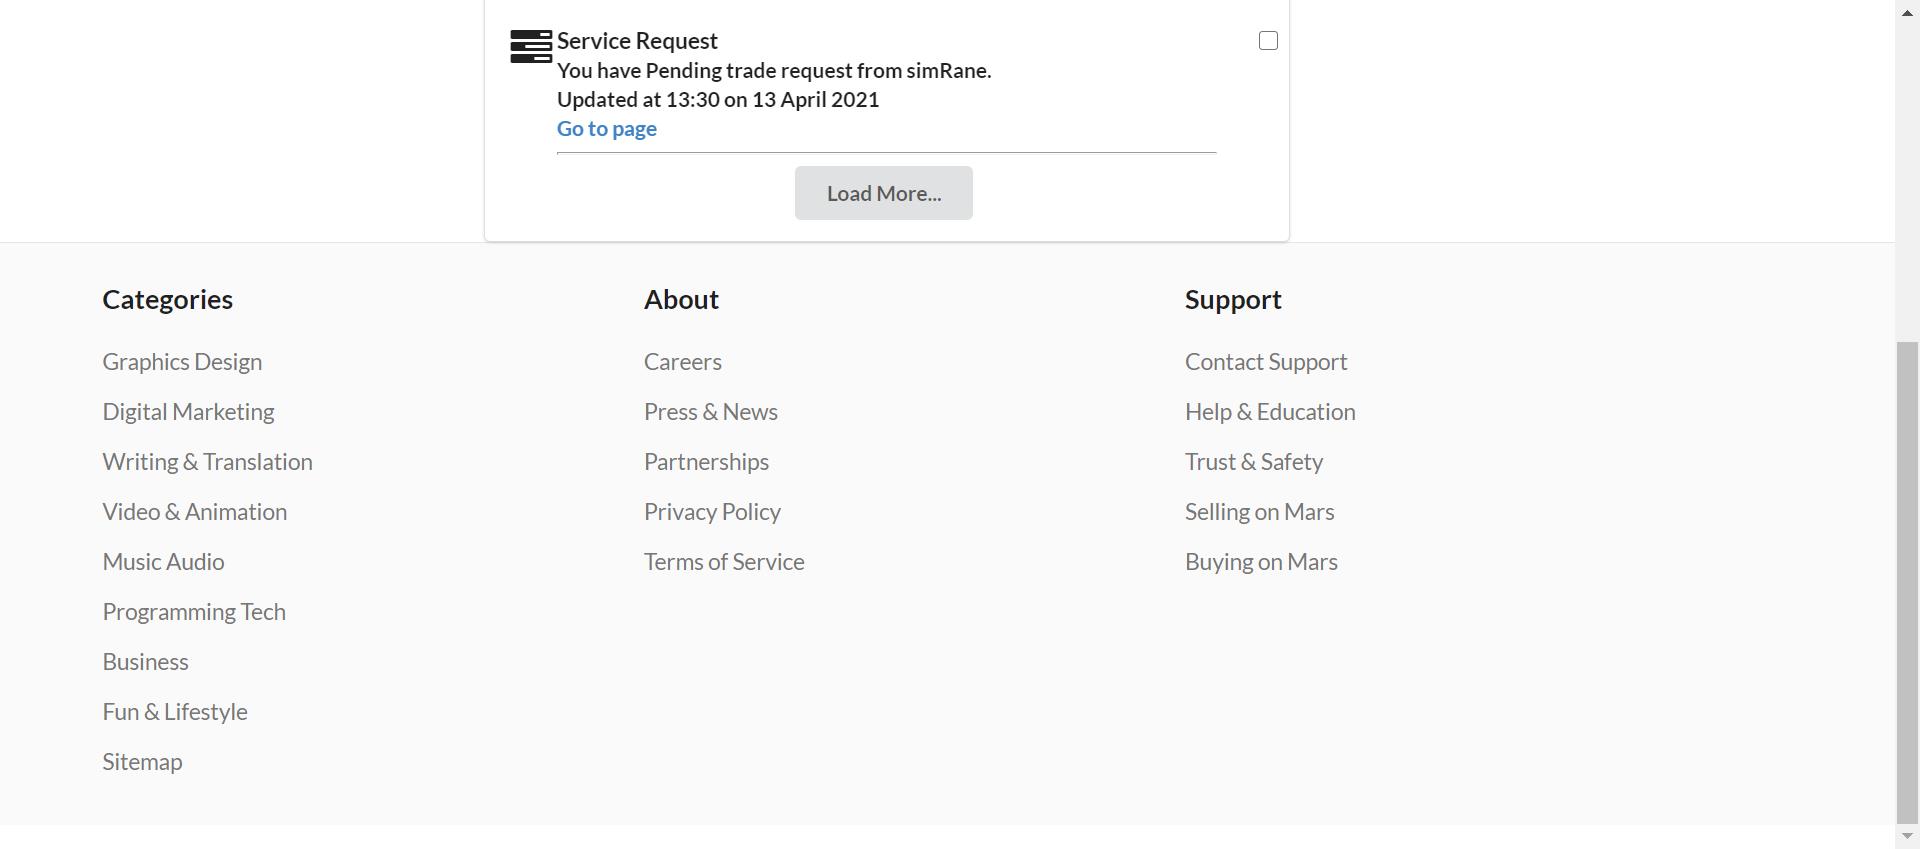 Service Request
You have Pending trade request from simRane.
Updated at 13:30 on 13 April 2021
Go to page
Load More...
Categories
Graphics Design
Digital Marketing
Writing & Translation
Video & Animation
Music Audio
Programming Tech
Business
Fun & Lifestyle
Sitemap
About
Careers
Press & News
Partnerships
Privacy Policy
Terms of Service
Support
Contact Support
Help & Education
Trust & Safety
Selling on Mars
Buying on Mars